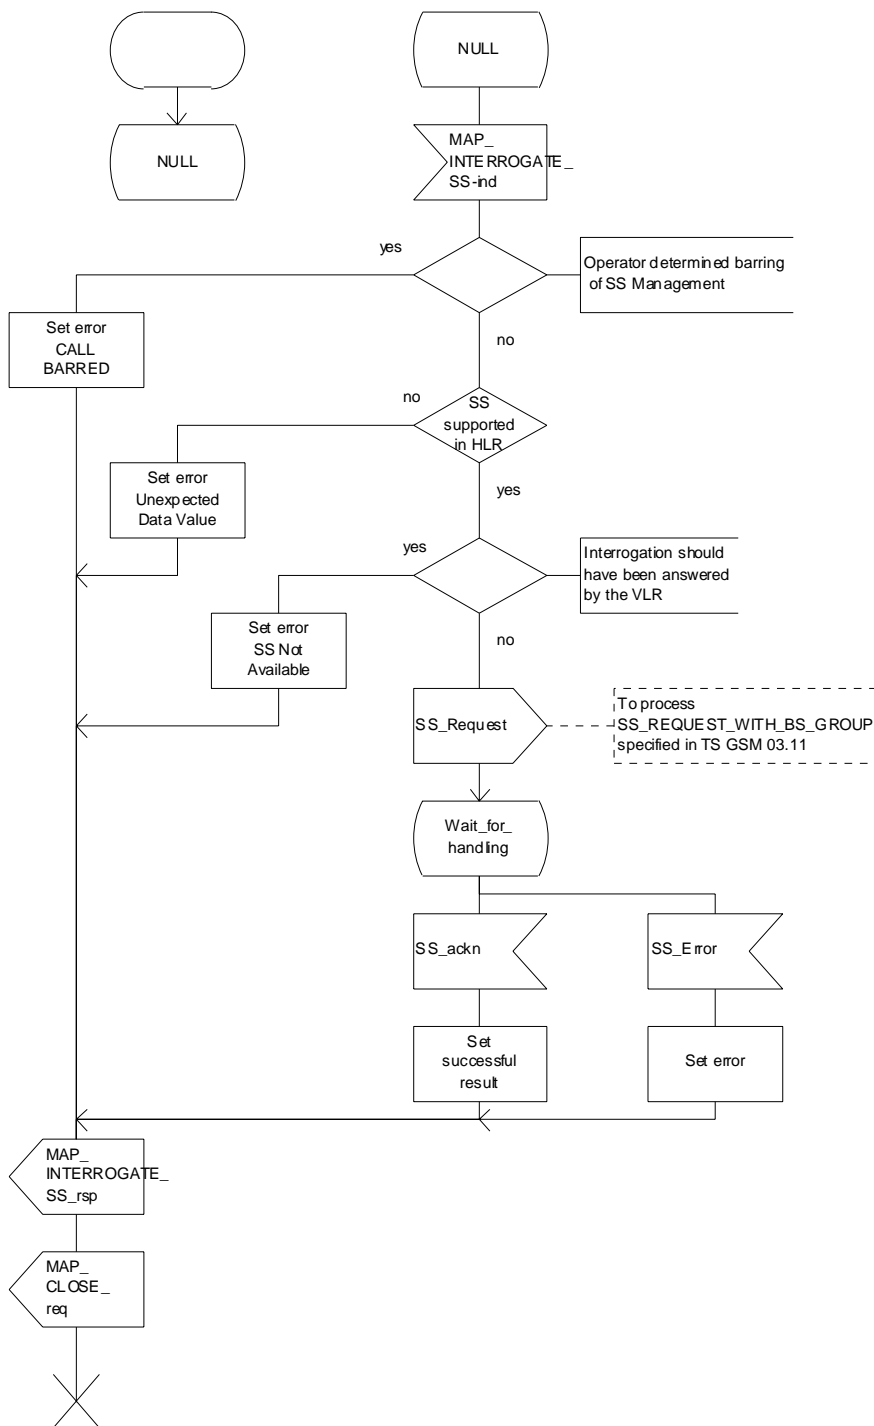 NULL
NULL
MAP_
INTERROGATE_
SS-ind
yes
Operator determined barring
of SS Management
Set error
CALL
BARRED
no
no
SS
supported
in HLR
Set error
Unexpected
Data Value
yes
yes
Interrogation should
have been answered
by the VLR
Set error
SS Not
Available
no
SS_Request
To process
SS_REQUEST_WITH_BS_GROUP
specified in TS GSM 03.11
Wait_for_
handling
SS_ackn
SS_Error
Set
successful
result
Set error
MAP_
INTERROGATE_
SS_rsp
MAP_
CLOSE_
req